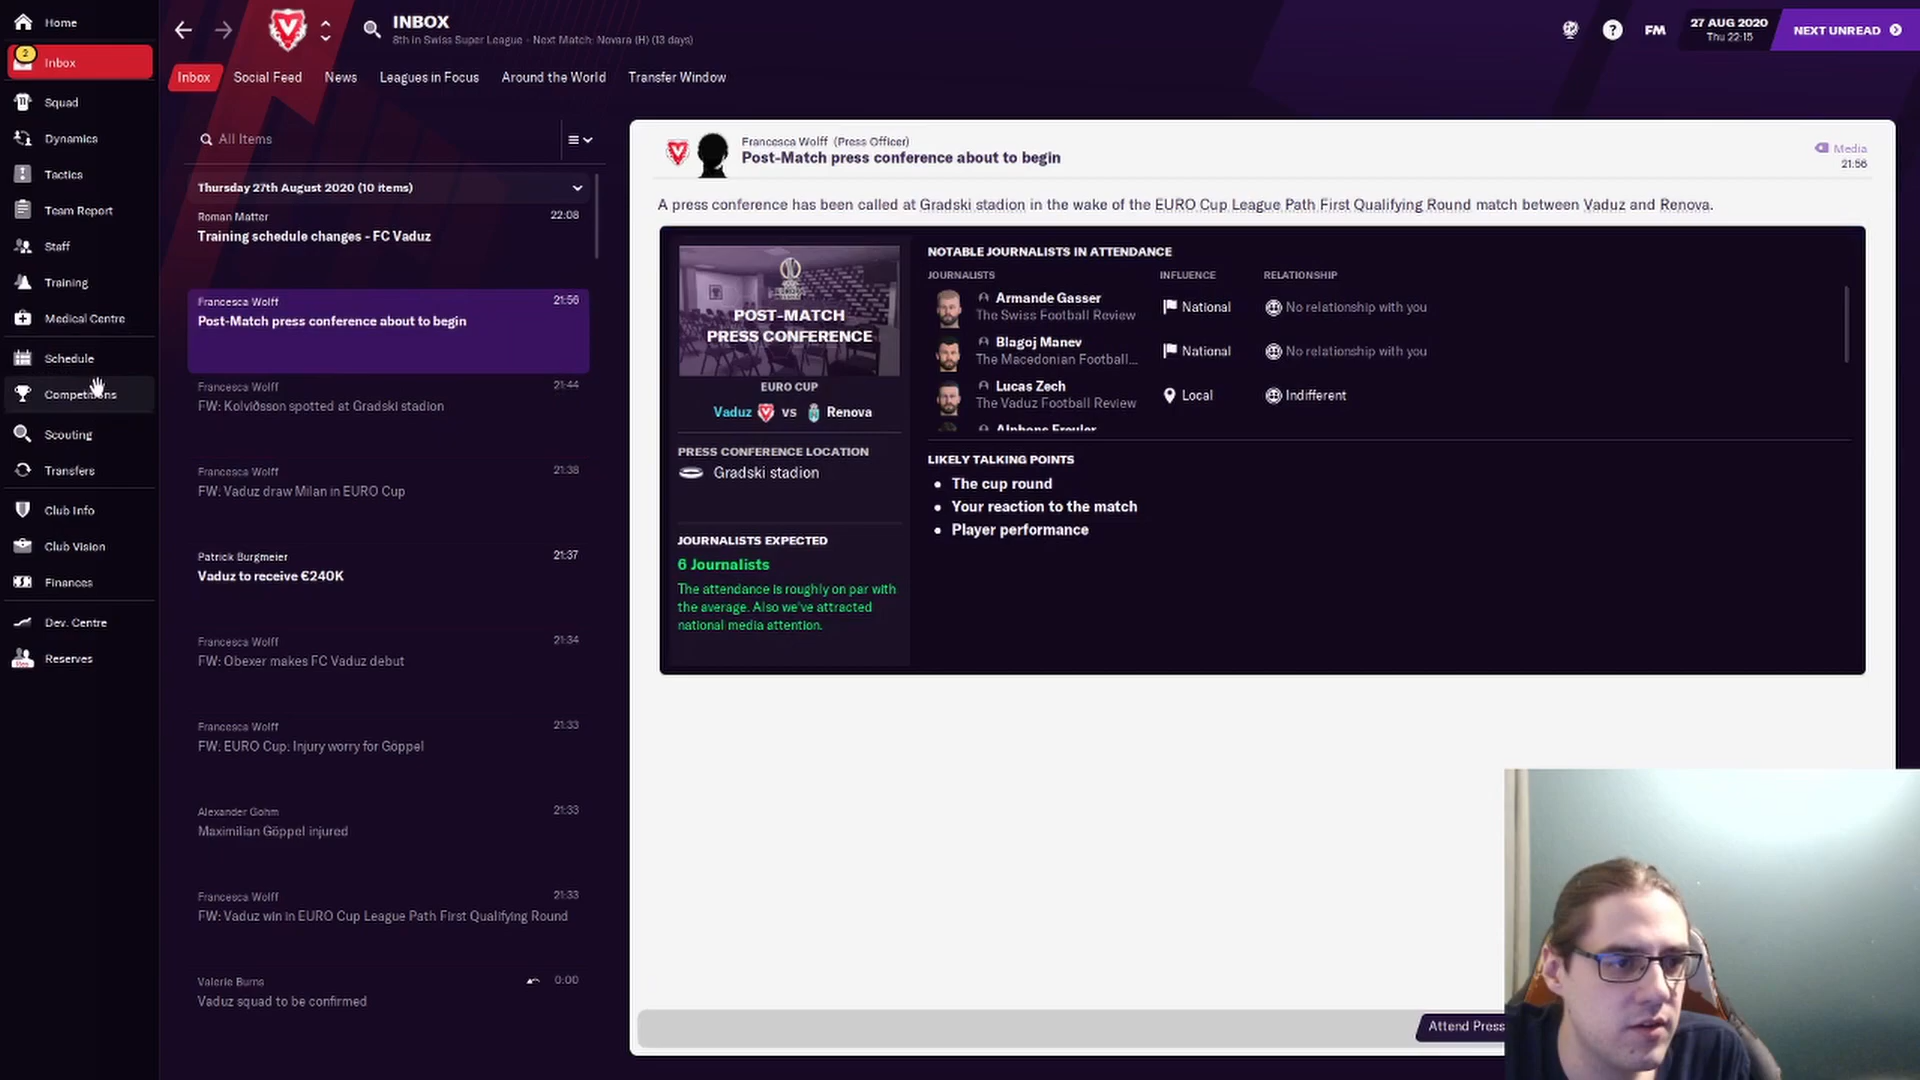 Home
2
Inbox
Squad
Dynamics
Tactics
Team Report
Staff
Training
Medical Centre
Schedule
Competitions
Scouting
Transfers
Club Info
Club Vision
Finances
Dev. Centre
Reserves
INBOX
8th in Swiss Super League - Next Match: Novara (H) (13 days)
FM
27 AUG 2020
Thu 22:15
NEXT UNREAD
Inbox
Social Feed
News
Leagues in Focus
Around the World
Transfer Window
All Items
Thursday 27th August 2020 (10 items)
Roman Matter 22:08
Training schedule changes - FC Vaduz
Francesca Wolff 21:56
Post-Match press conference about to begin
Francesca Wolff 21:44
FW: Kolviðsson spotted at Gradski stadion
Francesca Wolff 21:38
FW: Vaduz draw Milan in EURO Cup
Patrick Burgmeier 21:37
Vaduz to receive €240K
Francesca Wolff 21:34
FW: Obexer makes FC Vaduz debut
Francesca Wolff 21:33
FW: EURO Cup: Injury worry for Göppel
Alexander Gohm 21:33
Maximilian Göppel injured
Francesca Wolff 21:33
FW: Vaduz win in EURO Cup League Path First Qualifying Round
Valerie Burns 0:00
Vaduz squad to be confirmed
Francesca Wolff (Press Officer)
Post-Match press conference about to begin
Media
21:56
A press conference has been called at Gradski stadion in the wake of the EURO Cup League Path First Qualifying Round match between Vaduz and Renova.
POST-MATCH
PRESS CONFERENCE
EURO CUP
Vaduz vs Renova
PRESS CONFERENCE LOCATION
Gradski stadion
JOURNALISTS EXPECTED
6 Journalists
The attendance is roughly on par with
the average. Also we've attracted
national media attention.
NOTABLE JOURNALISTS IN ATTENDANCE
JOURNALISTS INFLUENCE RELATIONSHIP
Armande Gasser
The Swiss Football Review
National
No relationship with you
Blagoj Manev
The Macedonian Football...
National
No relationship with you
Lucas Zech
The Vaduz Football Review
Local
Indifferent
Alphons Freuler
LIKELY TALKING POINTS
• The cup round
• Your reaction to the match
• Player performance
Attend Press